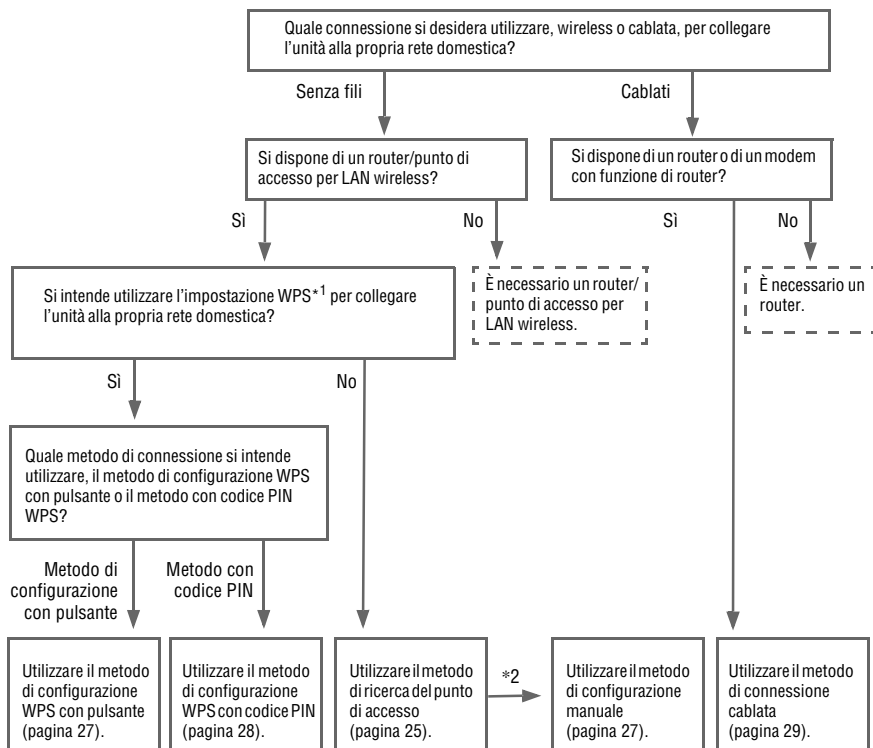 Quale connessione si desidera utilizzare, wireless o cablata, per collegare
l'unità alla propria rete domestica?
Senza fili
Cablati
Si dispone di un router/punto di
accesso per LAN wireless?
Si dispone di un router o di un modem
con funzione di router?
Sì
No
Sì
No
Si intende utilizzare l'impostazione WPS*1 per collegare
l'unità alla propria rete domestica?
È necessario un router/
punto di accesso per
LAN wireless.
È necessario un
router.
Sì
No
Quale metodo di connessione si intende
utilizzare, il metodo di configurazione WPS
con pulsante o il metodo con codice PIN
WPS?
Metodo di
configurazione
con pulsante
Metodo con
codice PIN
Utilizzare il metodo
di configurazione
WPS con pulsante
(pagina 27).
Utilizzare il metodo
di configurazione
WPS con codice PIN
(pagina 28).
Utilizzare il metodo
di ricerca del punto
di accesso
(pagina 25).
*2
Utilizzare il metodo
di configurazione
manuale
(pagina 27).
Utilizzare il metodo
di connessione
cablata
(pagina 29).